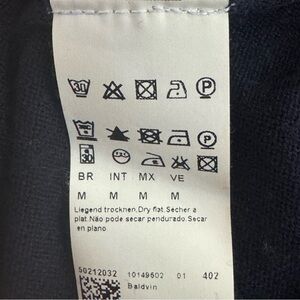 30
P
30
BR INT MX VE
M M M M
Liegend trocknen.Dry flat.Secher a
plat.Não pode secar pendurado.Secar
en plano
50212032 10149502 01 402
Baldvin